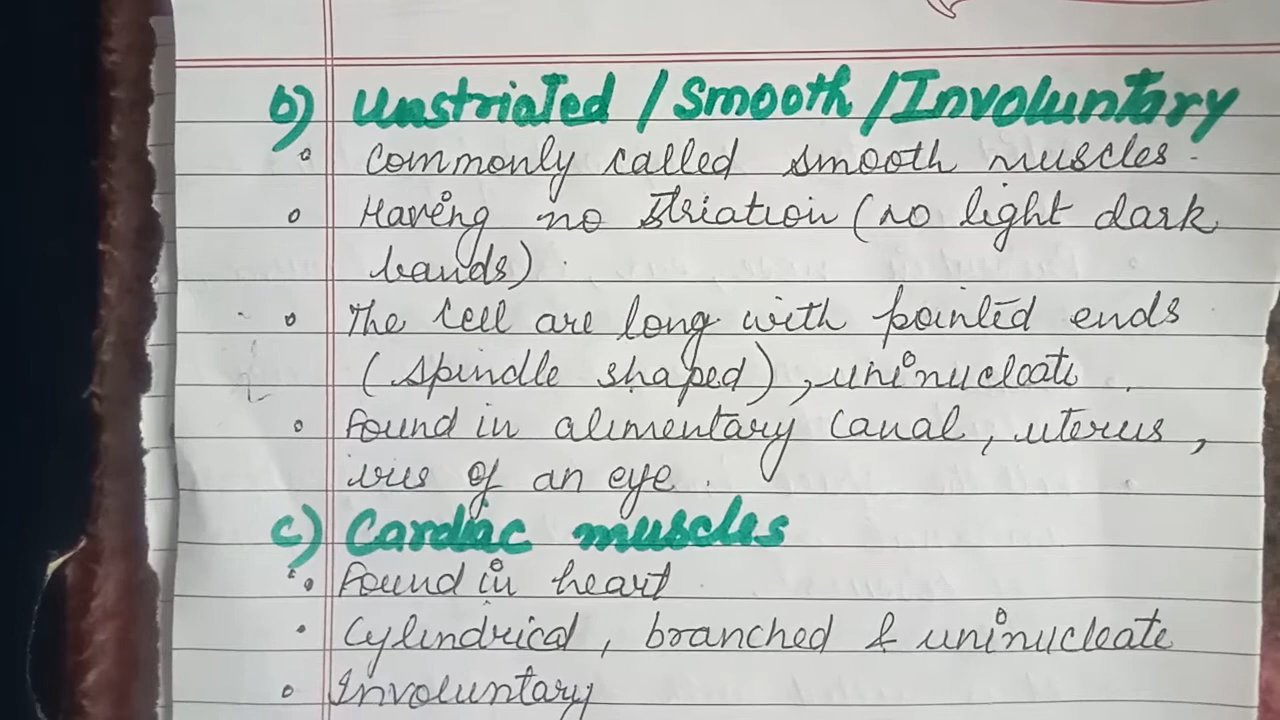 b) Unstriated / Smooth / Involuntary
commonly called smooth muscles.
Having no striation (no light dark
bands).
The cell are long with pointed ends
(spindle shaped), uninucleate.
Found in alimentary canal, uterus,
iris of an eye.
c) Cardiac muscles
Found in heart
Cylindrical, branched & uninucleate
Involuntary